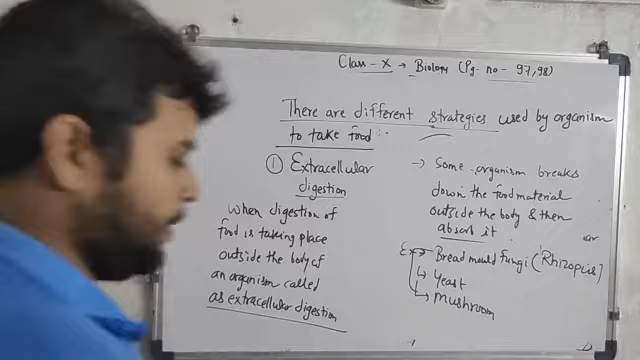 Class-X → Biology (Pg-no- 97,98)
There are different strategies used by organism
to take food:-
① Extracellular
digestion
When digestion of
food is taking place
outside the body of
an organism called
as extracellular digestion
→ Some organism breaks
down the food material
outside the body & then
absorb it
Ex → Bread mould fungi (Rhizopus)
↳ Yeast
↳ Mushroom